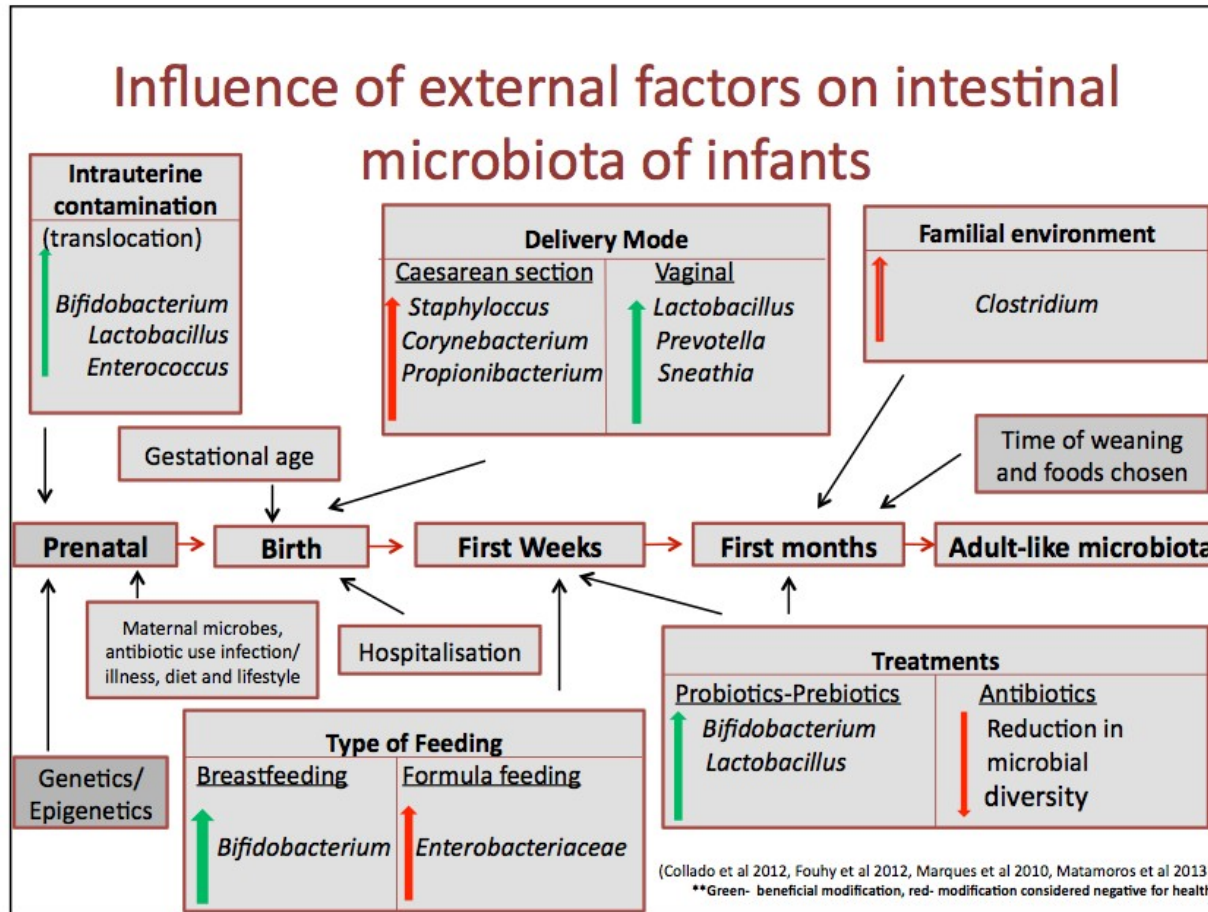 Influence of external factors on intestinal
microbiota of infants
Intrauterine
contamination
(translocation)
Bifidobacterium
Lactobacillus
Enterococcus
Delivery Mode
Caesarean section
Staphyloccus
Corynebacterium
Propionibacterium
Vaginal
Lactobacillus
Prevotella
Sneathia
Familial environment
Clostridium
Gestational age
Time of weaning
and foods chosen
Prenatal
Birth
First Weeks
First months
Adult-like microbiota
Maternal microbes,
antibiotic use infection/
illness, diet and lifestyle
Hospitalisation
Genetics/
Epigenetics
Type of Feeding
Breastfeeding
Bifidobacterium
Formula feeding
Enterobacteriaceae
Treatments
Probiotics-Prebiotics
Bifidobacterium
Lactobacillus
Antibiotics
Reduction in
microbial
diversity
(Collado et al 2012, Fouhy et al 2012, Marques et al 2010, Matamoros et al 2013
**Green- beneficial modification, red- modification considered negative for health